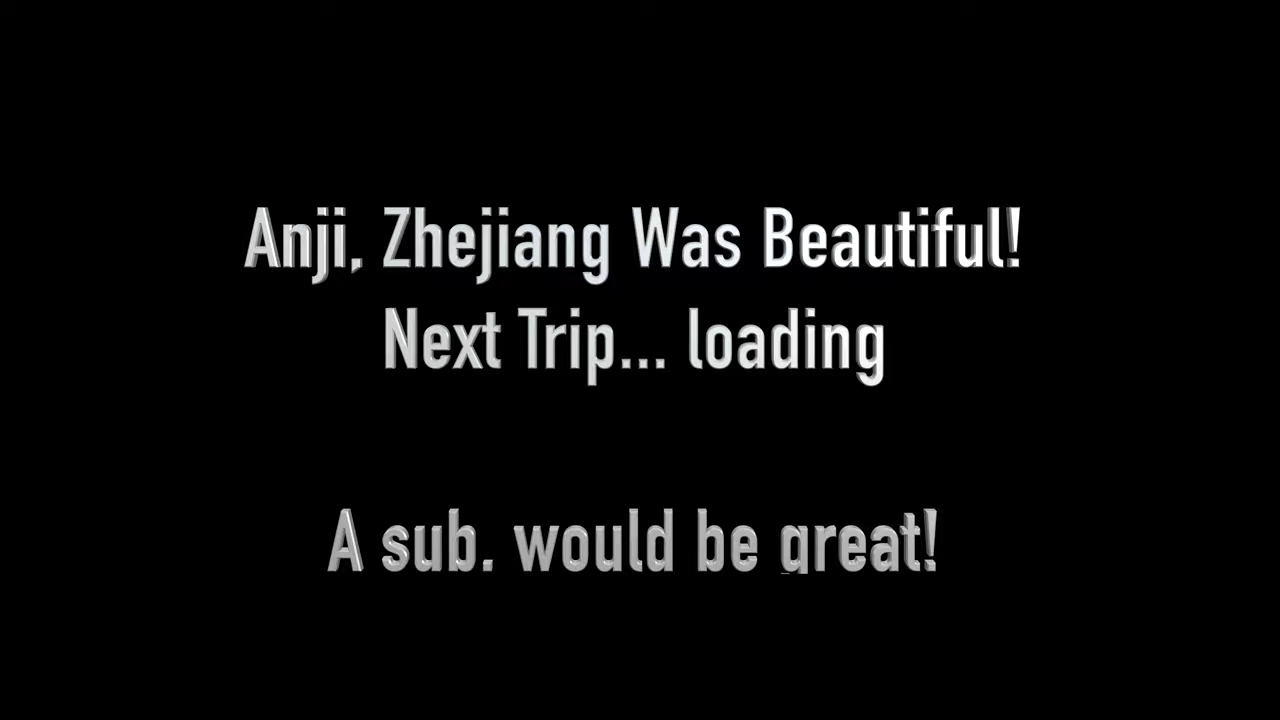 Anji, Zhejiang Was Beautiful!
Next Trip... loading
A sub. would be great!